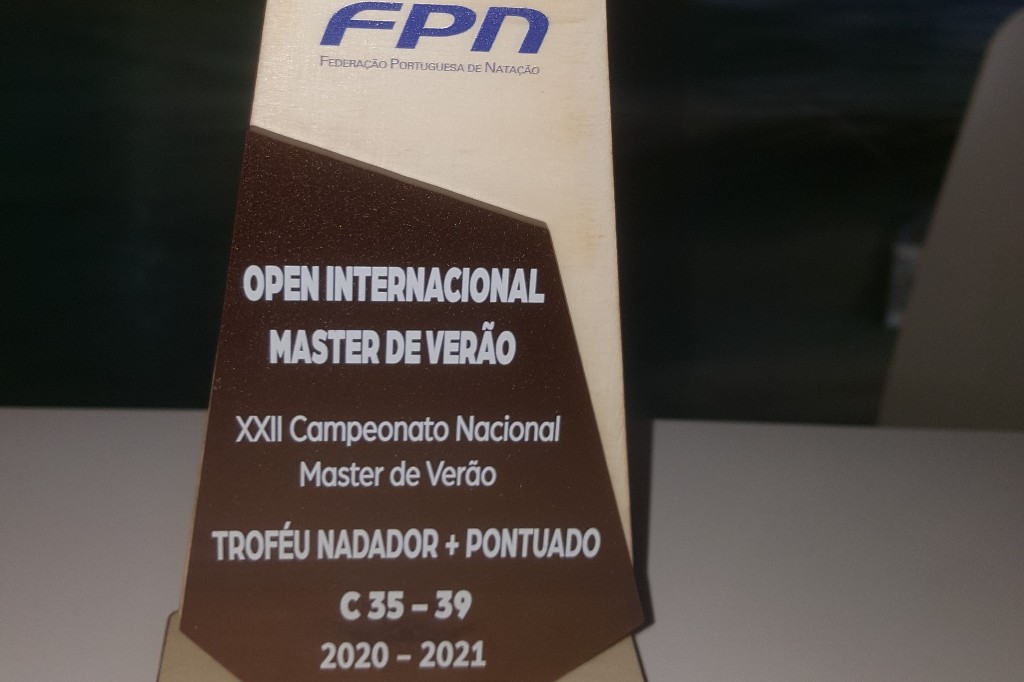 FPN
FEDERAÇÃO PORTUGUESA DE NATAÇÃO
OPEN INTERNACIONAL
MASTER DE VERÃO
XXII Campeonato Nacional
Master de Verão
TROFÉU NADADOR + PONTUADO
C 35 – 39
2020 – 2021